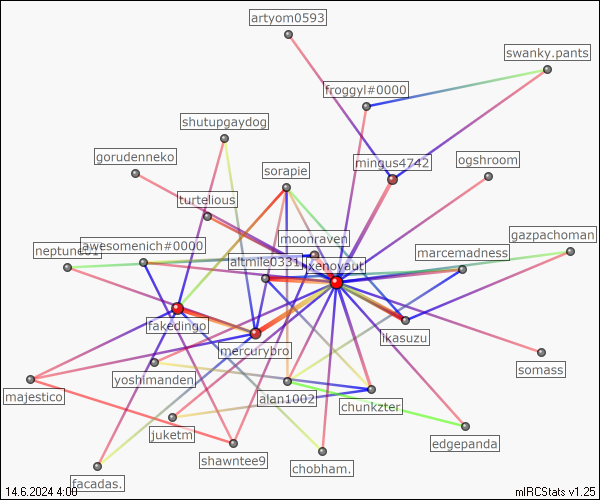 artyom0593
swanky.pants
froggyl#0000
shutupgaydog
gorudenneko
mingus4742
ogshroom
sorapie
turtelious
gazpachoman
moonraven
awesomenich#0000
marcemadness
altmile0331
xenoyaut
fakedingo
ikasuzu
mercurybro
somass
yoshimanden
majestico
alan1002
chunkzter
juketm
edgepanda
shawntee9
chobham.
facadas.
14.6.2024 4:00
mIRCStats v1.25